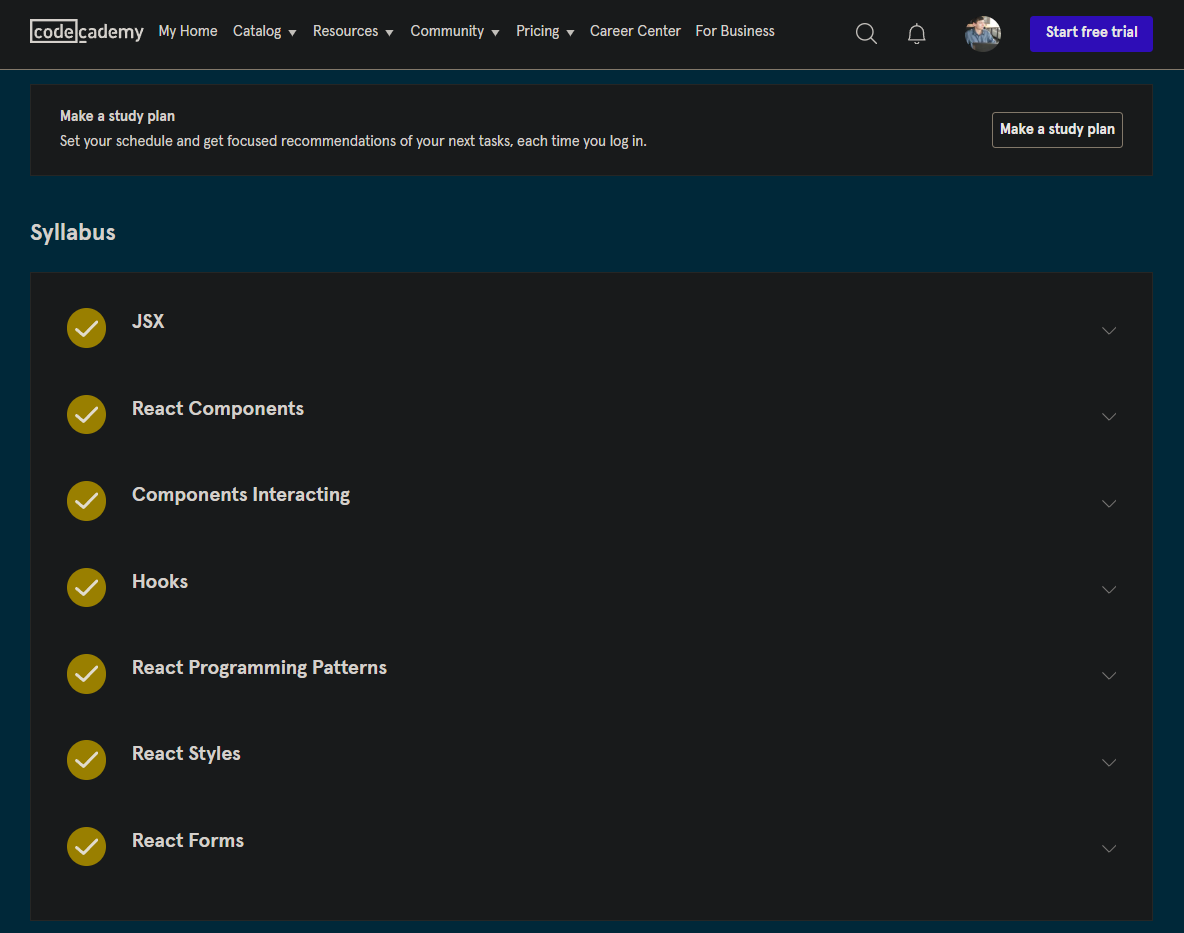 codecademy My Home Catalog Resources Community Pricing Career Center For Business Start free trial
Make a study plan
Set your schedule and get focused recommendations of your next tasks, each time you log in.
Make a study plan
Syllabus
JSX
React Components
Components Interacting
Hooks
React Programming Patterns
React Styles
React Forms